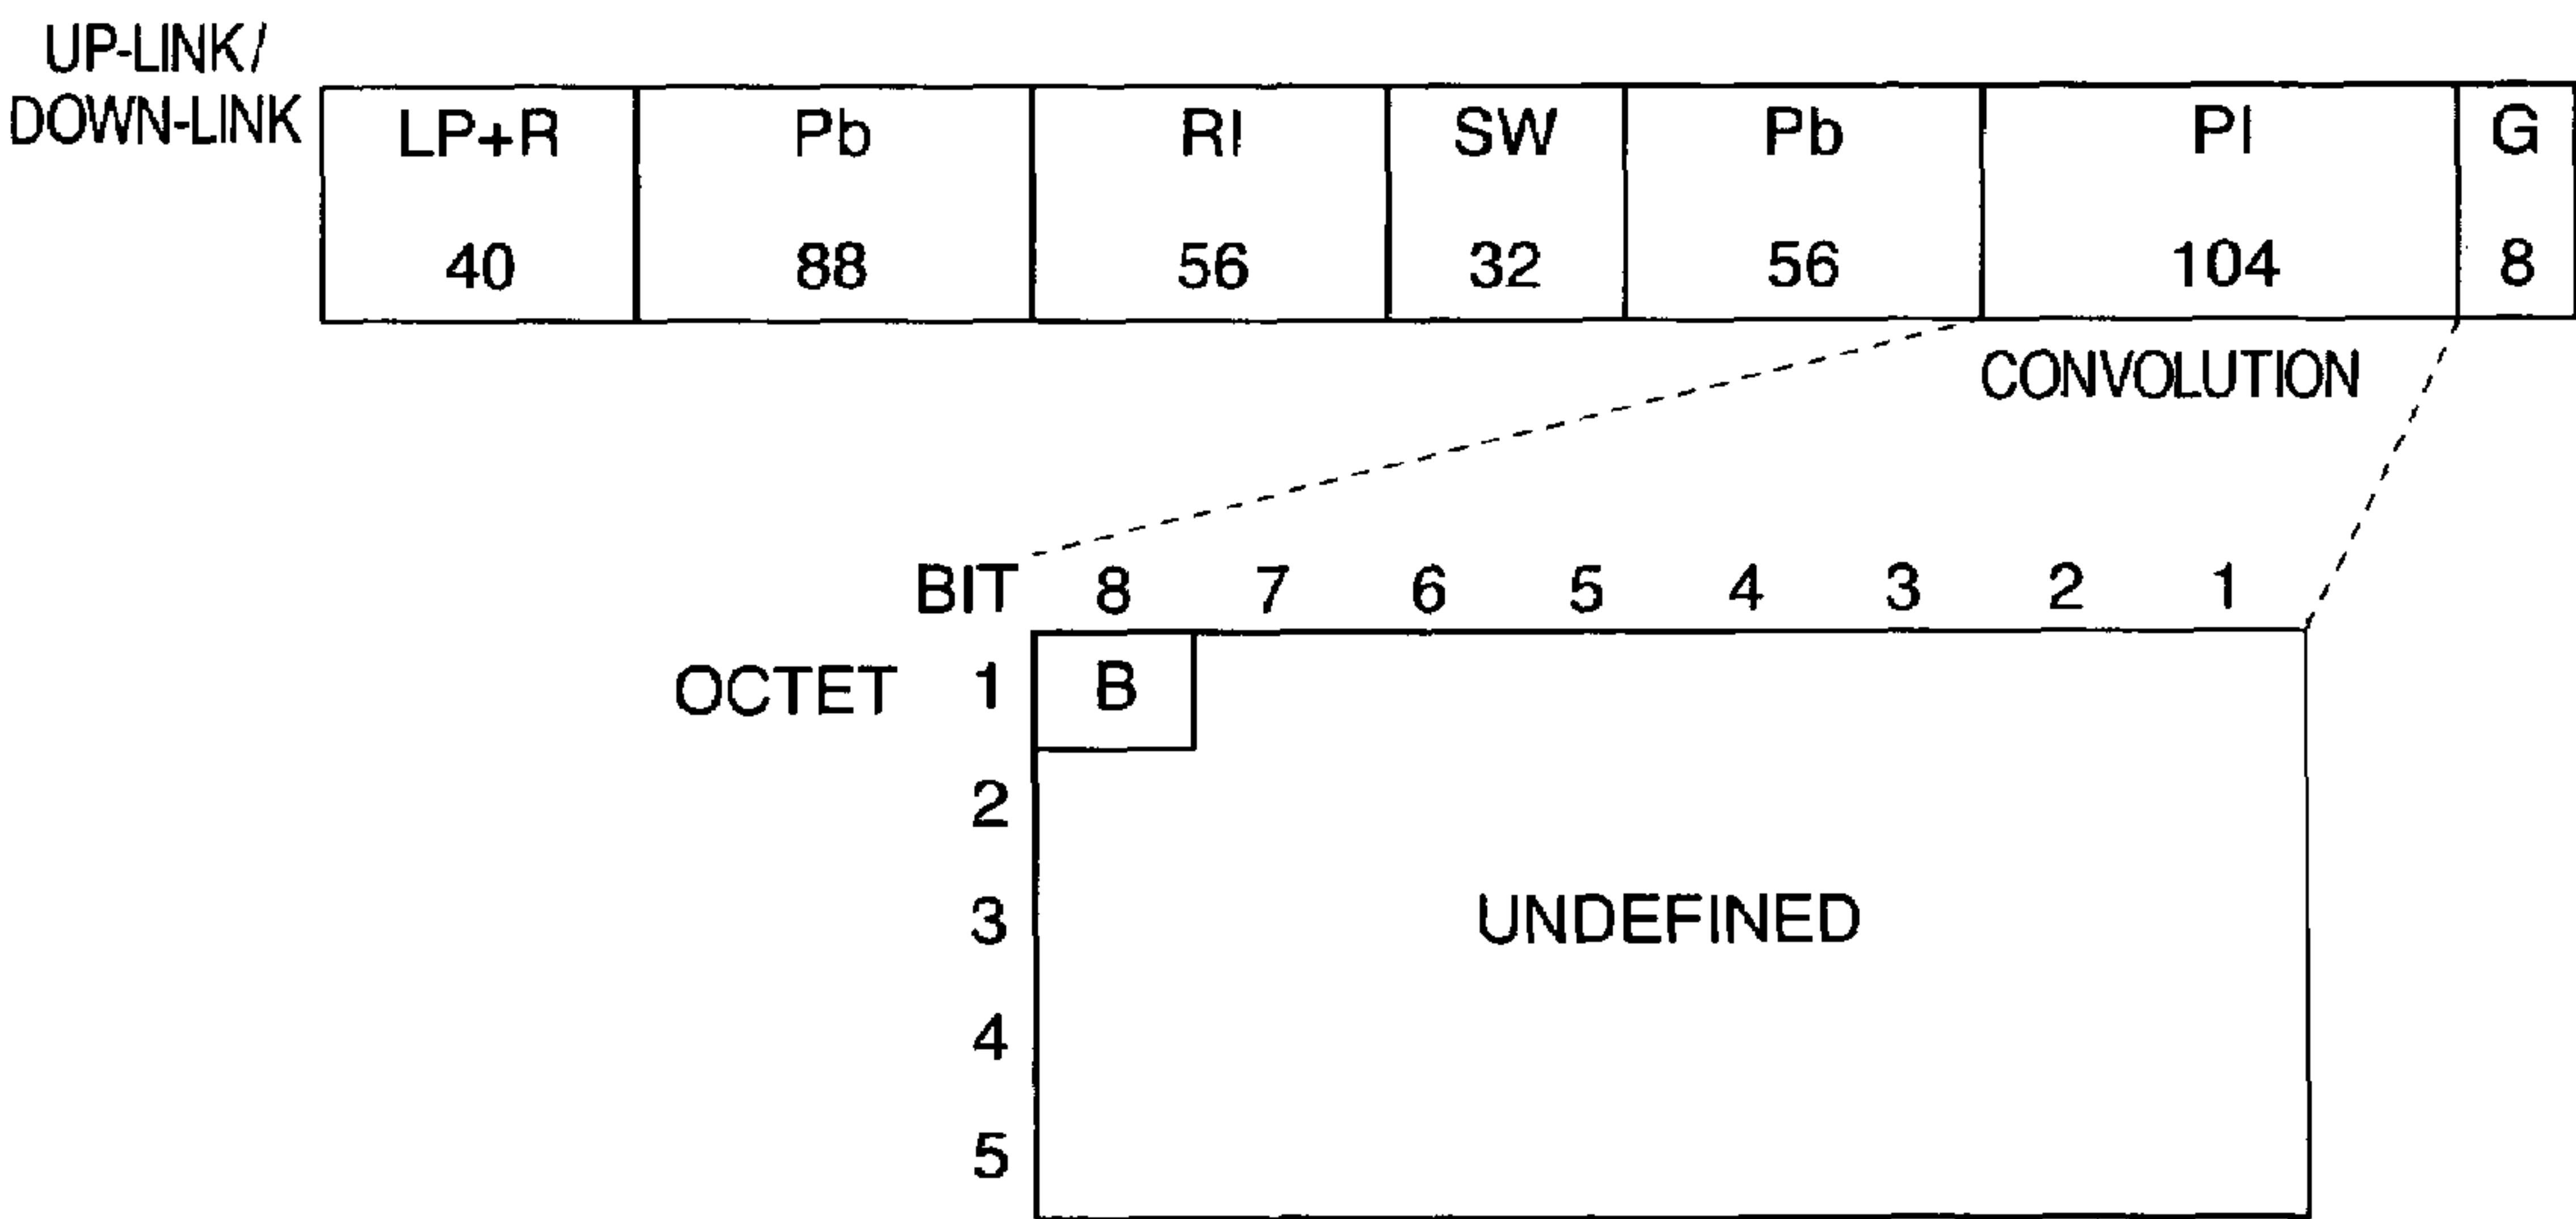 UP-LINK/
DOWN-LINK
LP+R Pb RI SW Pb PI G
40 88 56 32 56 104 8
CONVOLUTION
BIT 8 7 6 5 4 3 2 1
OCTET 1 B
2
3 UNDEFINED
4
5